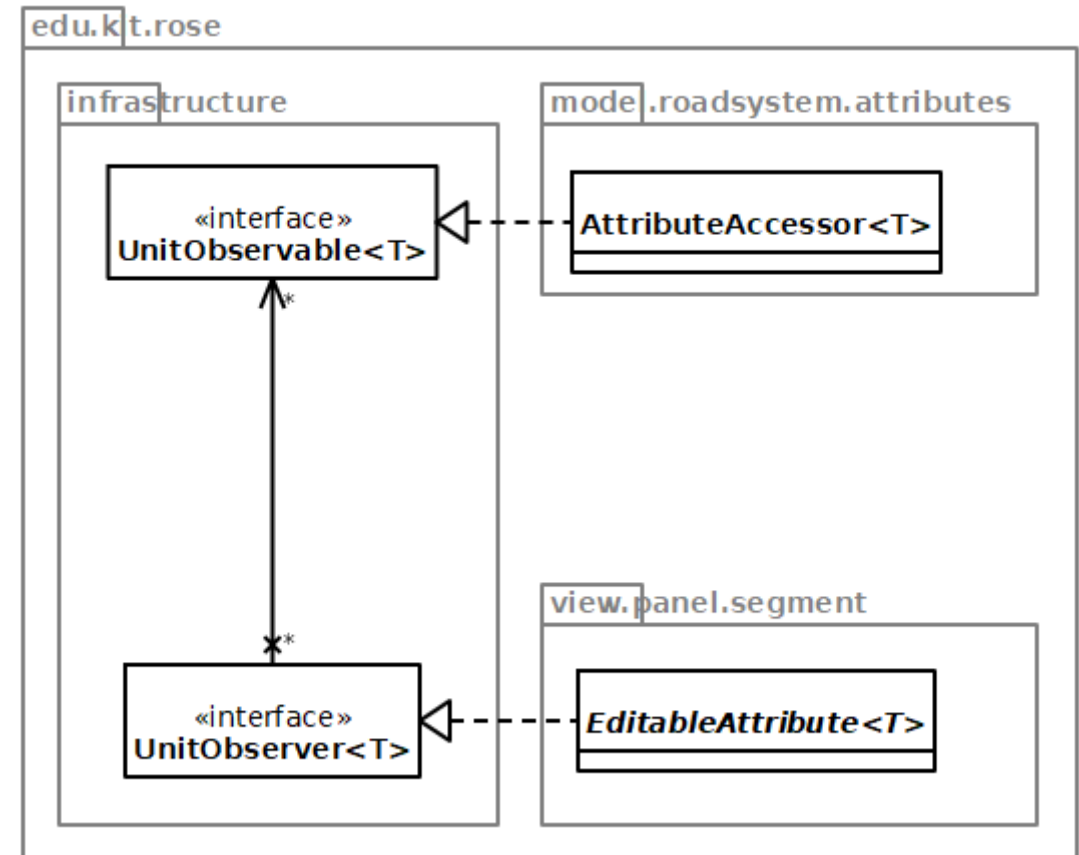 edu.kit.rose
infrastructure
model.roadsystem.attributes
«interface»
UnitObservable<T>
AttributeAccessor<T>
*
view.panel.segment
*
«interface»
UnitObserver<T>
EditableAttribute<T>